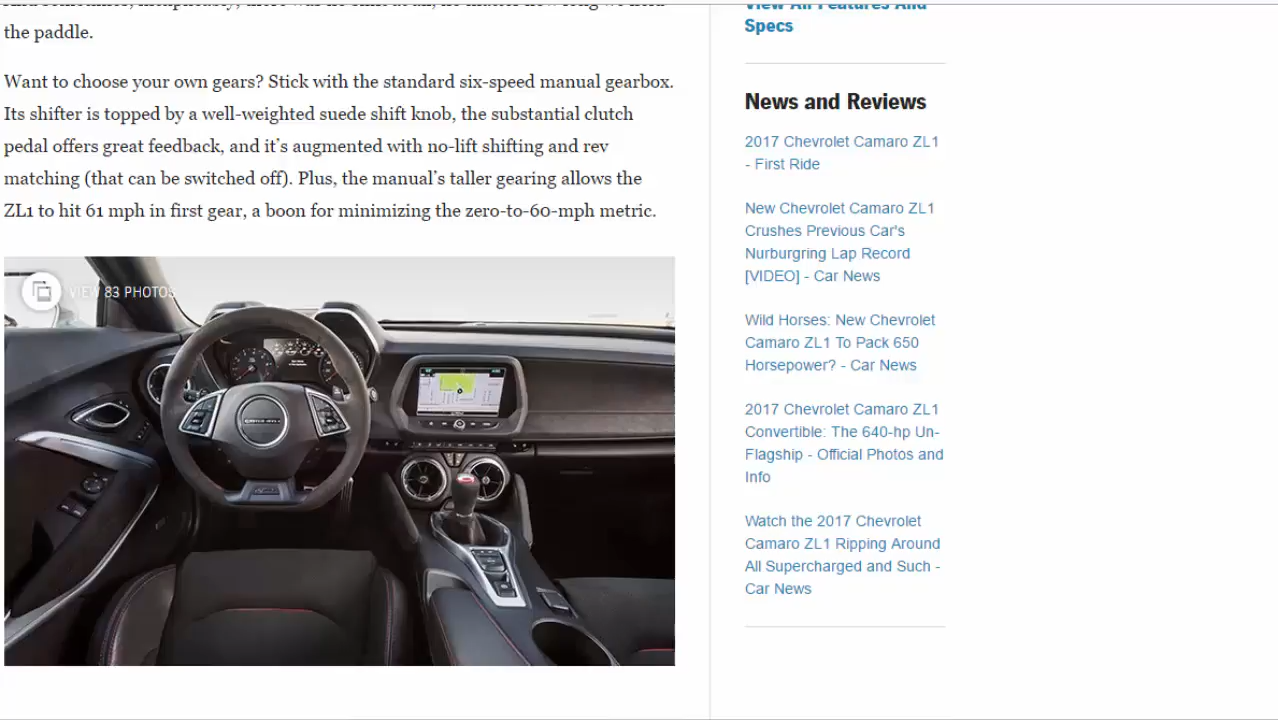 the paddle.
Want to choose your own gears? Stick with the standard six-speed manual gearbox.
Its shifter is topped by a well-weighted suede shift knob, the substantial clutch
pedal offers great feedback, and it's augmented with no-lift shifting and rev
matching (that can be switched off). Plus, the manual's taller gearing allows the
ZL1 to hit 61 mph in first gear, a boon for minimizing the zero-to-60-mph metric.
VIEW 83 PHOTOS
View All Features And
Specs
News and Reviews
2017 Chevrolet Camaro ZL1
- First Ride
New Chevrolet Camaro ZL1
Crushes Previous Car's
Nurburgring Lap Record
[VIDEO] - Car News
Wild Horses: New Chevrolet
Camaro ZL1 To Pack 650
Horsepower? - Car News
2017 Chevrolet Camaro ZL1
Convertible: The 640-hp Un-
Flagship - Official Photos and
Info
Watch the 2017 Chevrolet
Camaro ZL1 Ripping Around
All Supercharged and Such -
Car News